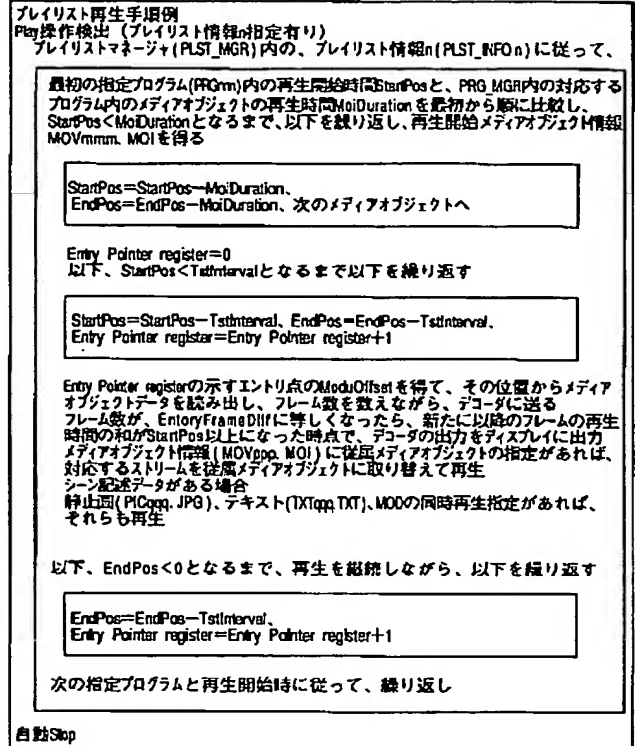 プレイリスト再生手順例
Play操作検出（プレイリスト情報n指定有り）
プレイリストマネージャ(PLST_MGR)内の、プレイリスト情報n(PLST_INFOn)に従って、
最初の指定プログラム(PRGnn)内の再生開始時間StartPosと、PRG_MGR内の対応する
プログラム内のメディアオブジェクトの再生時間MoiDurationを最初から順に比較し、
StartPos<MoiDurationとなるまで、以下を繰り返し、再生開始メディアオブジェクト情報
MOVmmm. MOIを得る
StartPos=StartPos－MoiDuration、
EndPos=EndPos－MoiDuration、次のメディアオブジェクトへ
Entry Pointer register=0
以下、StartPos<TstIntervalとなるまで以下を繰り返す
StartPos=StartPos－TstInterval、EndPos=EndPos－TstInterval、
Entry Pointer register=Entry Pointer register+1
Entry Pointer registerの示すエントリ点のModuOffsetを得て、その位置からメディア
オブジェクトデータを読み出し、フレーム数を数えながら、デコーダに送る
フレーム数が、EntoryFrameDiffに等しくなったら、新たに以降のフレームの再生
時間の和がStartPos以上になった時点で、デコーダの出力をディスプレイに出力
メディアオブジェクト情報(MOVppp. MOI)に従属メディアオブジェクトの指定があれば、
対応するストリームを従属メディアオブジェクトに取り替えて再生
シーン記述データがある場合
静止画(PICqqq. JPG)、テキスト(TXTqqq.TXT)、MODの同時再生指定があれば、
それらも再生
以下、EndPos<0となるまで、再生を継続しながら、以下を繰り返す
EndPos=EndPos－TstInterval、
Entry Pointer register=Entry Pointer register+1
次の指定プログラムと再生開始時に従って、繰り返し
自動Stop